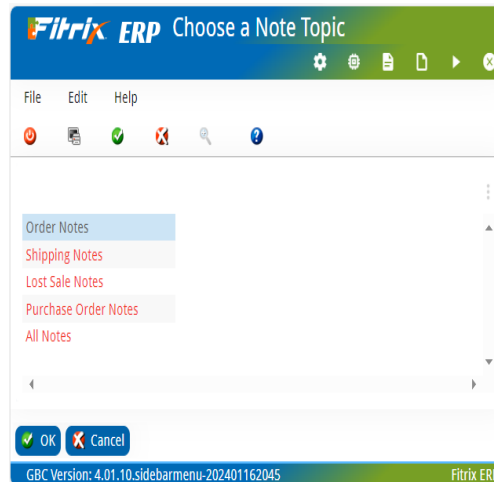 Fitrix ERP Choose a Note Topic
File Edit Help
Order Notes
Shipping Notes
Lost Sale Notes
Purchase Order Notes
All Notes
OK Cancel
GBC Version: 4.01.10.sidebarmenu-202401162045 Fitrix ERP